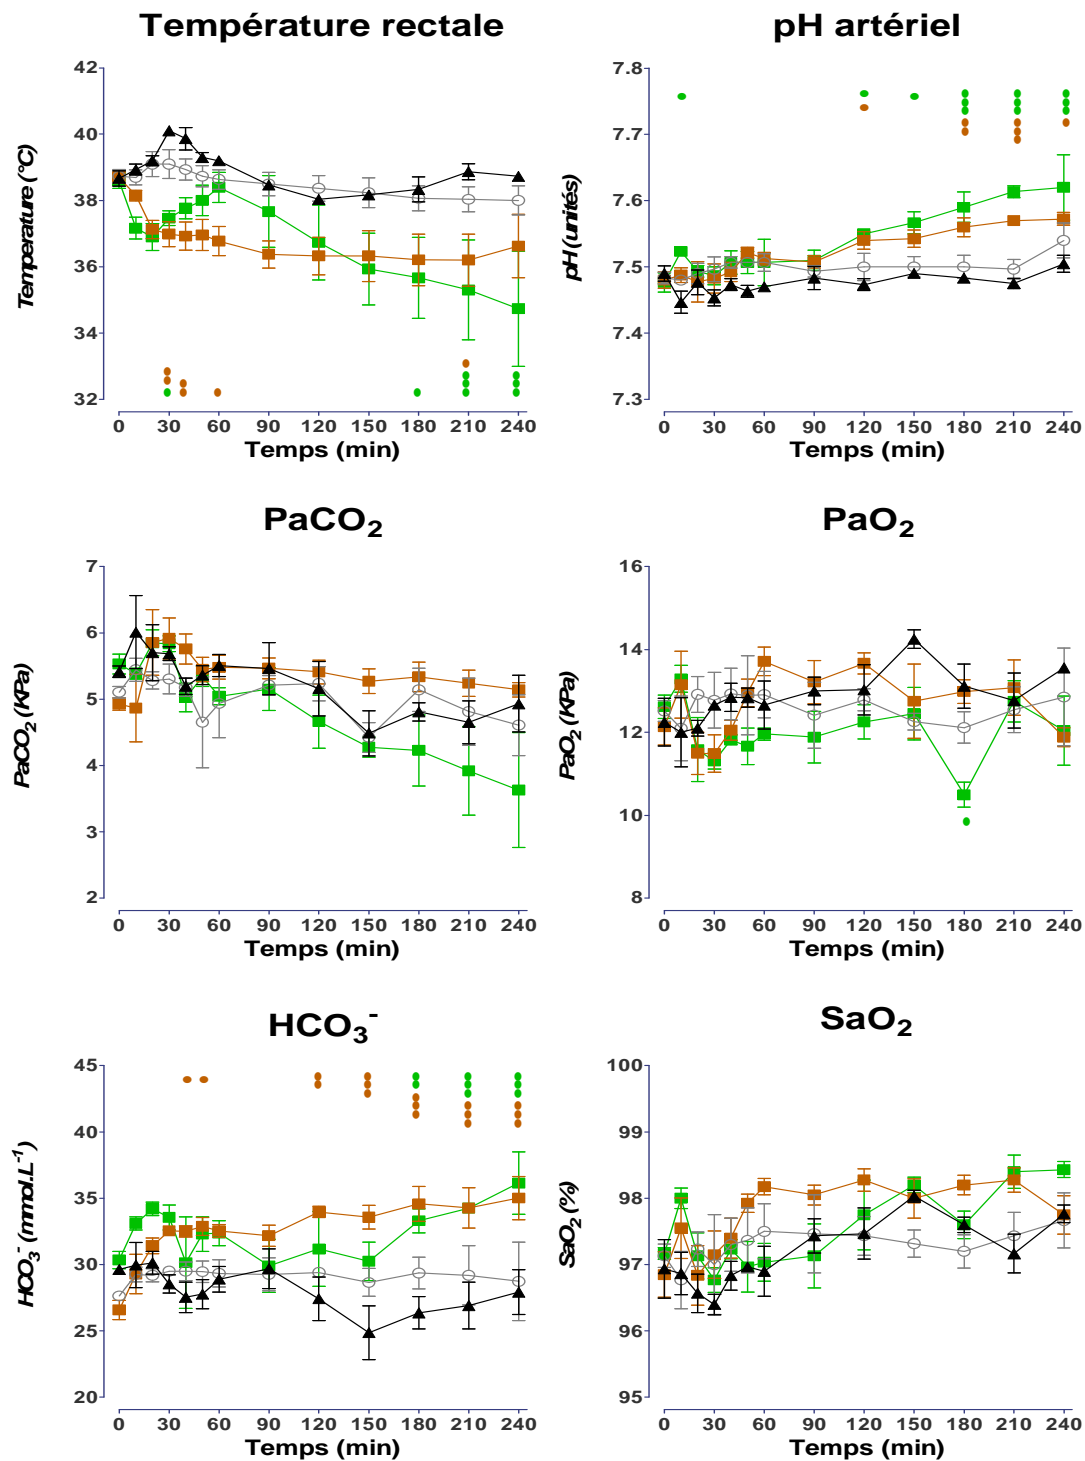 Température rectale
42
40
38
36
34
32
Temperature (°C)
0 30 60 90 120 150 180 210 240
Temps (min)
pH artériel
7.8
7.7
7.6
7.5
7.4
7.3
pH (unités)
0 30 60 90 120 150 180 210 240
Temps (min)
PaCO₂
7
6
5
4
3
2
PaCO₂ (KPa)
0 30 60 90 120 150 180 210 240
Temps (min)
PaO₂
16
14
12
10
8
PaO₂ (KPa)
0 30 60 90 120 150 180 210 240
Temps (min)
HCO₃⁻
45
40
35
30
25
20
HCO₃⁻ (mmol.L⁻¹)
0 30 60 90 120 150 180 210 240
Temps (min)
SaO₂
100
99
98
97
96
95
SaO₂ (%)
0 30 60 90 120 150 180 210 240
Temps (min)